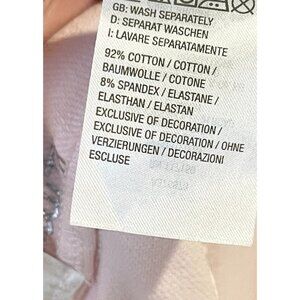 GB: WASH SEPARATELY
D: SEPARAT WASCHEN
I: LAVARE SEPARATAMENTE
92% COTTON / COTTON /
BAUMWOLLE / COTONE
8% SPANDEX / ELASTANE /
ELASTHAN / ELASTAN
EXCLUSIVE OF DECORATION /
EXCLUSIVE OF DECORATION / OHNE
VERZIERUNGEN / DECORAZIONI
ESCLUSE